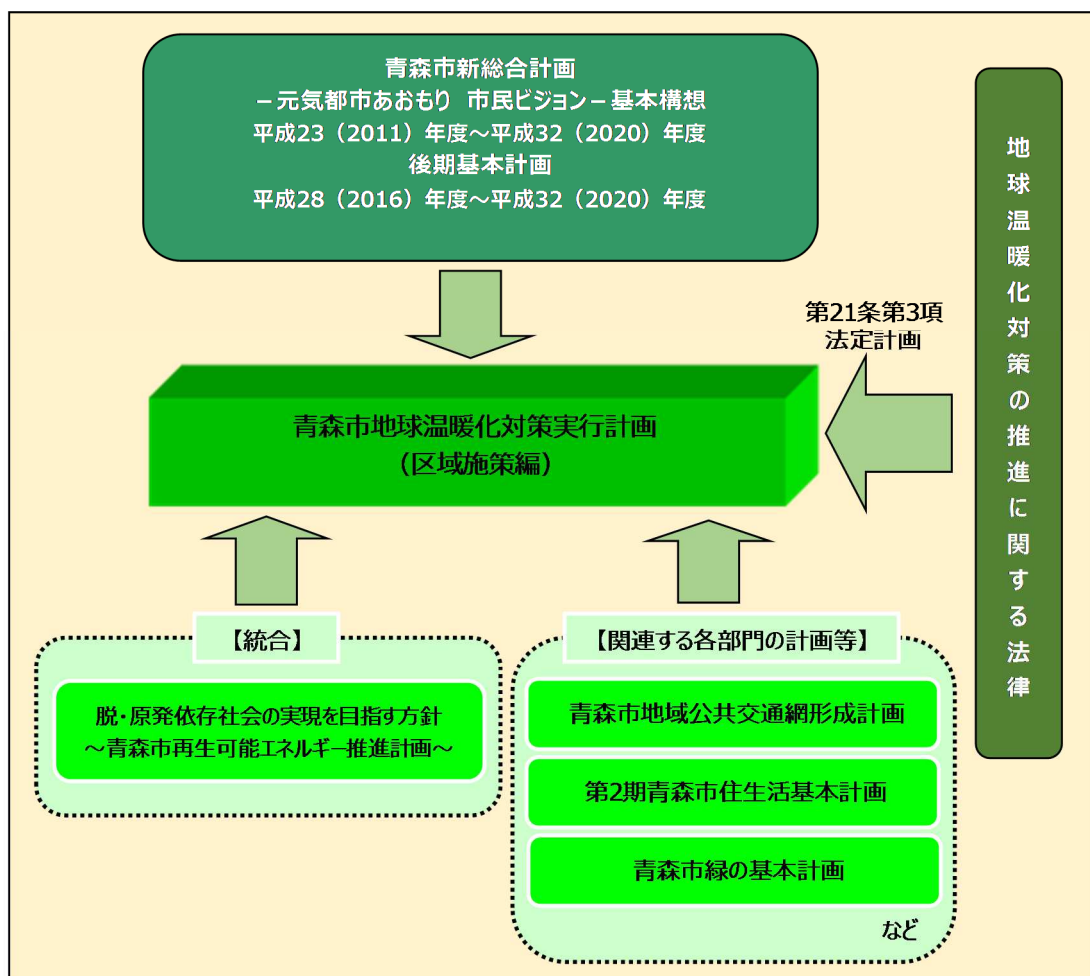 青森市新総合計画
－元気都市あおもり 市民ビジョン－基本構想
平成23（2011）年度～平成32（2020）年度
後期基本計画
平成28（2016）年度～平成32（2020）年度
地球温暖化対策の推進に関する法律
第21条第3項
法定計画
青森市地球温暖化対策実行計画
（区域施策編）
【統合】
脱・原発依存社会の実現を目指す方針
～青森市再生可能エネルギー推進計画～
【関連する各部門の計画等】
青森市地域公共交通網形成計画
第2期青森市住生活基本計画
青森市緑の基本計画
など